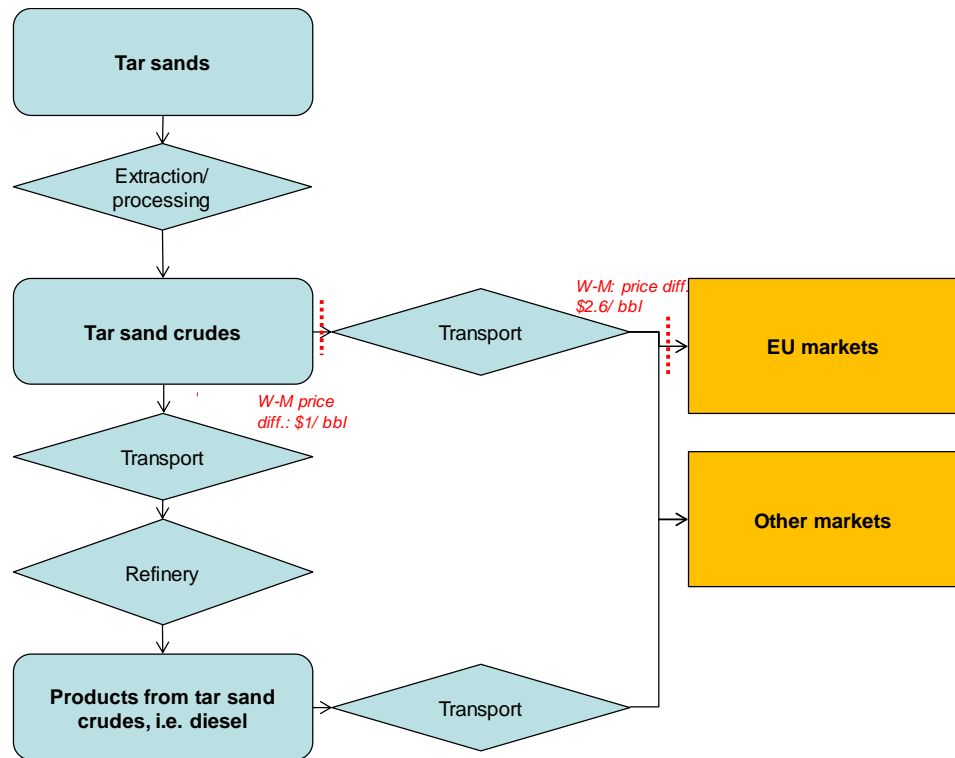 Tar sands
Extraction/
processing
W-M: price diff.
$2.6/ bbl
Tar sand crudes
Transport
EU markets
W-M price
diff.: $1/ bbl
Transport
Other markets
Refinery
Products from tar sand
crudes, i.e. diesel
Transport